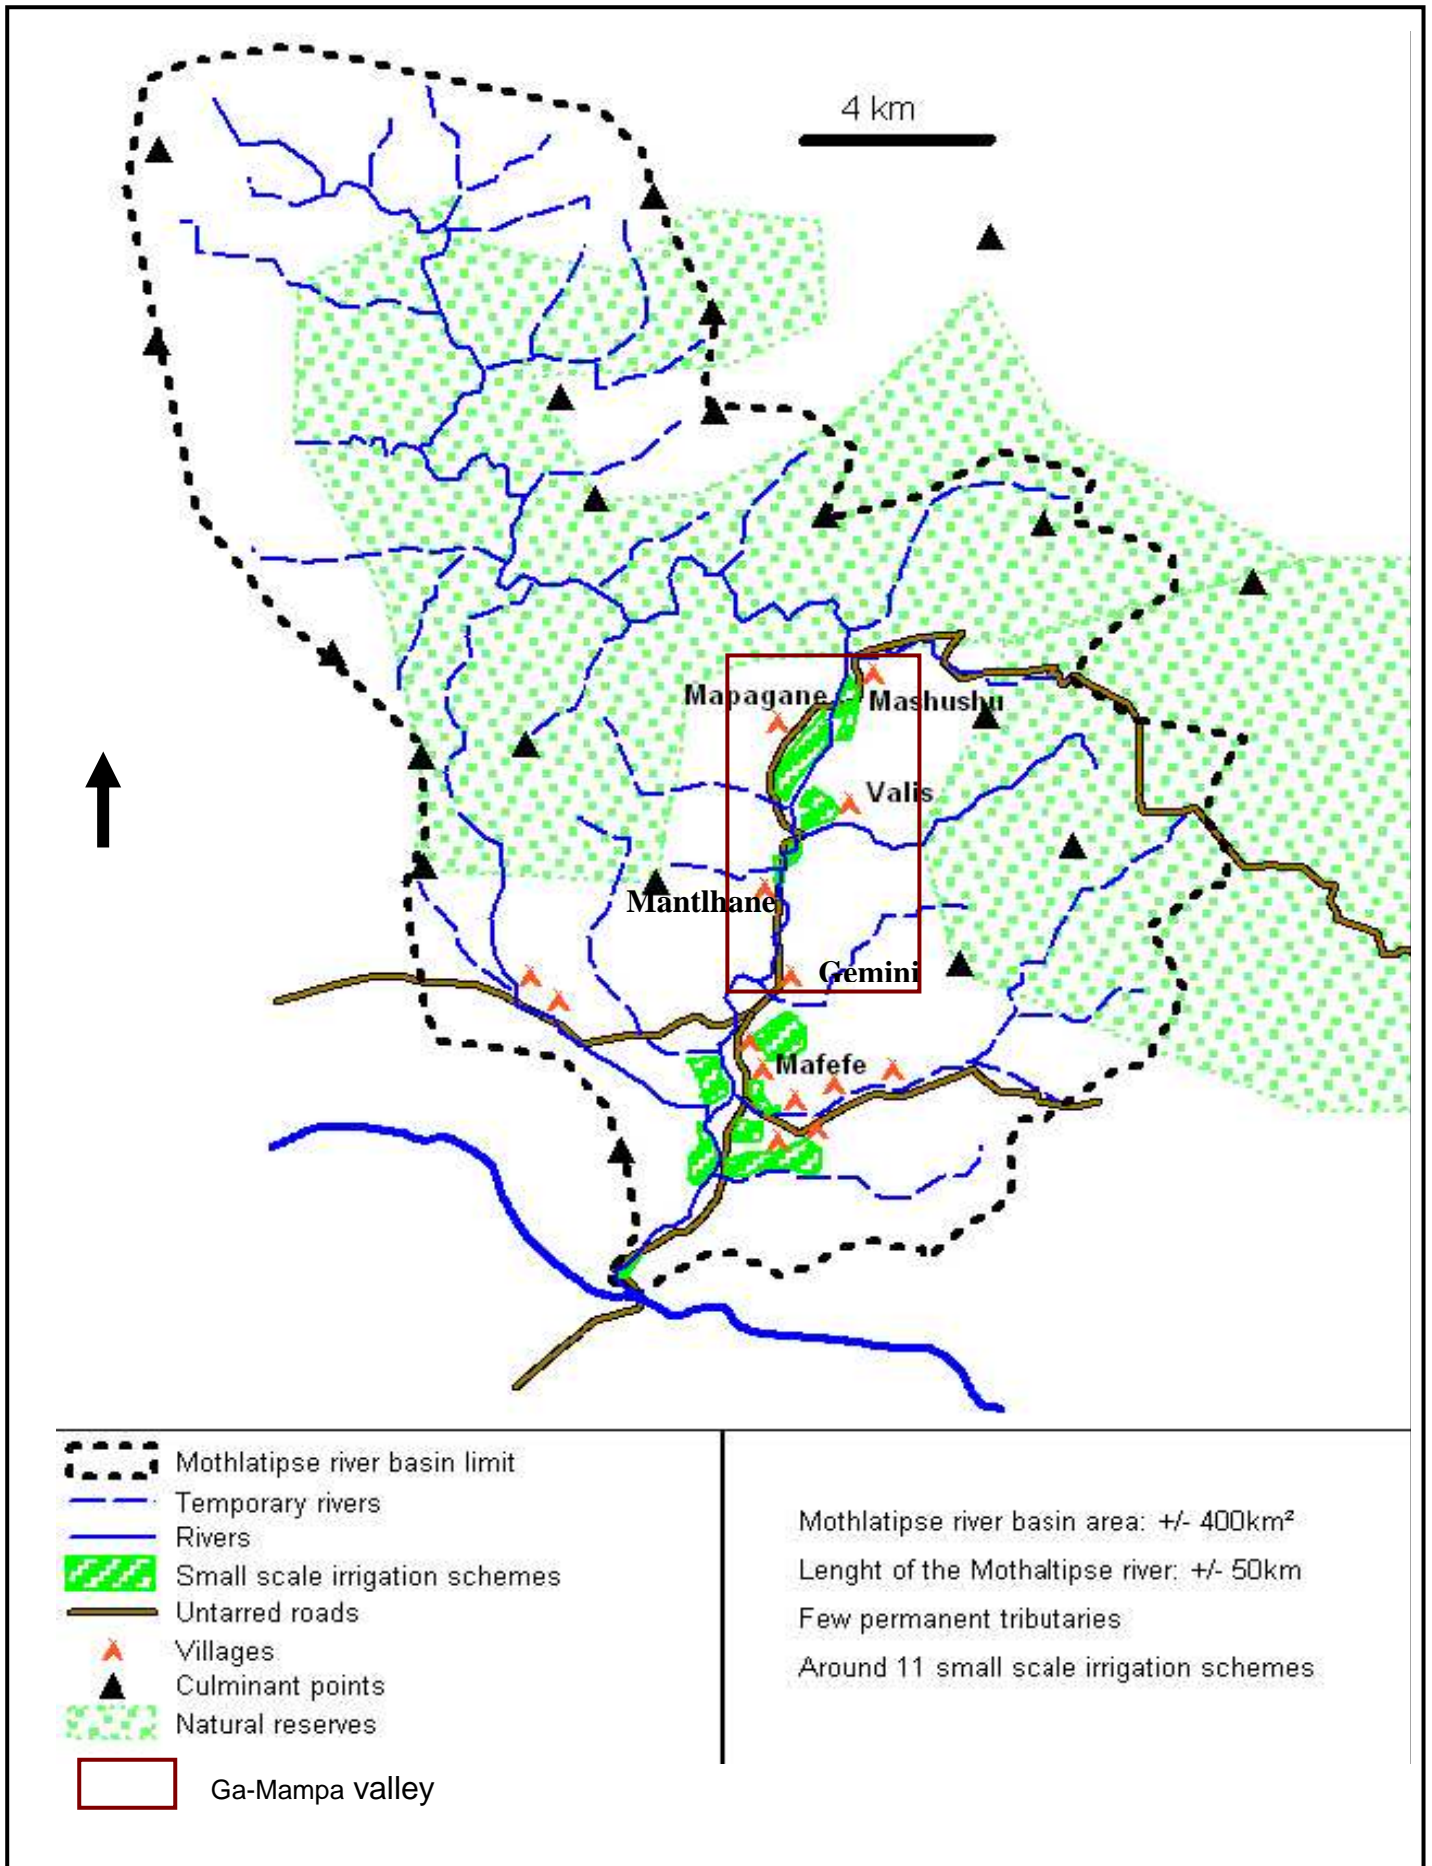 4 km
Mapagane
Mashushu
Valis
Mantlhane
Gemini
Mafefe
Mothlatipse river basin limit
Temporary rivers
Rivers
Small scale irrigation schemes
Untarred roads
Villages
Culminant points
Natural reserves
Ga-Mampa valley
Mothlatipse river basin area: +/- 400km²
Lenght of the Mothaltipse river: +/- 50km
Few permanent tributaries
Around 11 small scale irrigation schemes